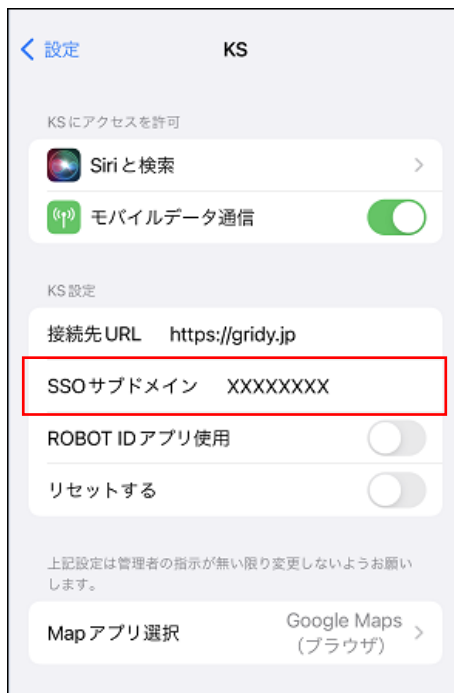 設定
KS
KSにアクセスを許可
Siriと検索
モバイルデータ通信
KS設定
接続先URL https://gridy.jp
SSOサブドメイン XXXXXXXX
ROBOT IDアプリ使用
リセットする
上記設定は管理者の指示が無い限り変更しないようお願い
します。
Mapアプリ選択 Google Maps
(ブラウザ)